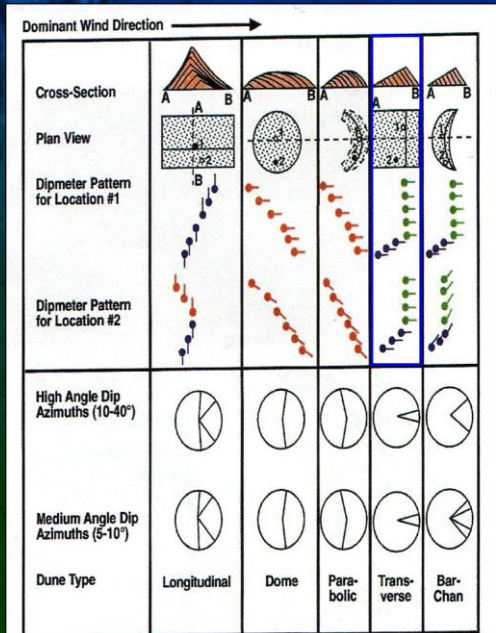 Dominant Wind Direction
Cross-Section
A B A B A B A B A B
A
Plan View
1 1 1 1 1
2 2 2 2 2
B
Dipmeter Pattern
for Location #1
Dipmeter Pattern
for Location #2
High Angle Dip
Azimuths (10-40°)
Medium Angle Dip
Azimuths (5-10°)
Dune Type Longitudinal Dome Para-
bolic Trans-
verse Bar-
Chan